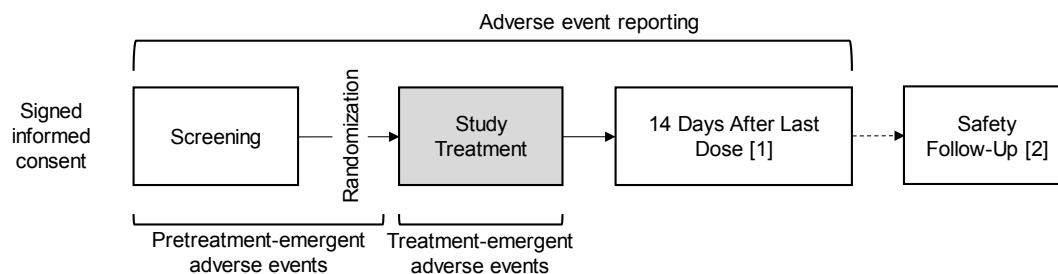 Adverse event reporting
Signed
informed
consent
Screening
Randomization
Study
Treatment
14 Days After Last
Dose [1]
Safety
Follow-Up [2]
Pretreatment-emergent
adverse events
Treatment-emergent
adverse events